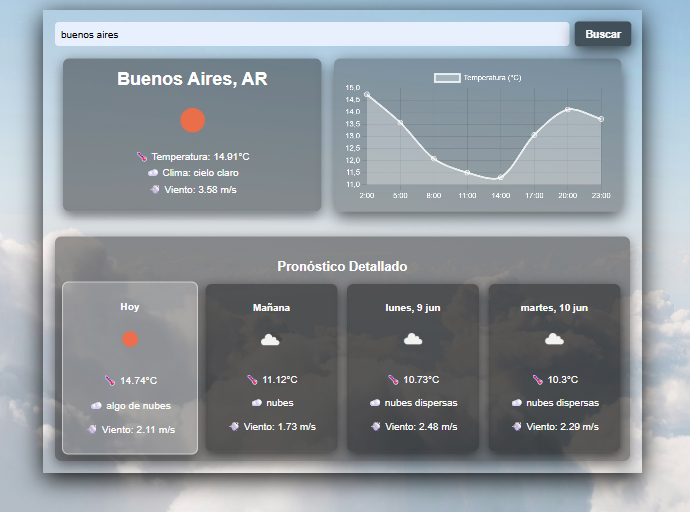 buenos aires
Buscar
Buenos Aires, AR
Temperatura: 14.91°C
Clima: cielo claro
Viento: 3.58 m/s
Temperatura (°C)
15,0
14,5
14,0
13,5
13,0
12,5
12,0
11,5
11,0
2:00 5:00 8:00 11:00 14:00 17:00 20:00 23:00
Pronóstico Detallado
Hoy
14.74°C
algo de nubes
Viento: 2.11 m/s
Mañana
11.12°C
nubes
Viento: 1.73 m/s
lunes, 9 jun
10.73°C
nubes dispersas
Viento: 2.48 m/s
martes, 10 jun
10.3°C
nubes dispersas
Viento: 2.29 m/s